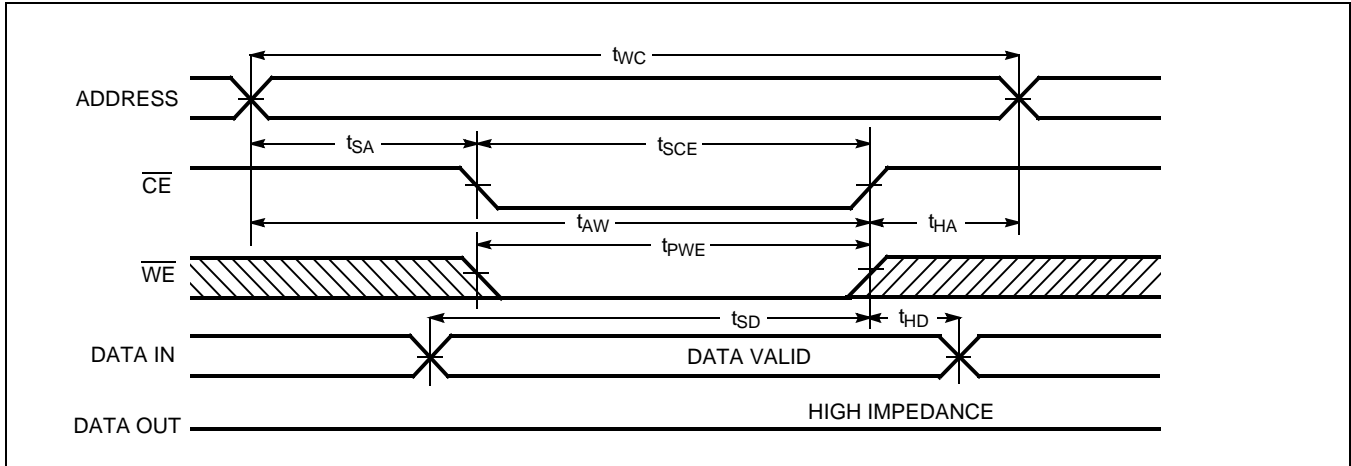 tWC
ADDRESS
tSA
tSCE
CE
tAW
tHA
tPWE
WE
tSD
tHD
DATA IN
DATA VALID
HIGH IMPEDANCE
DATA OUT